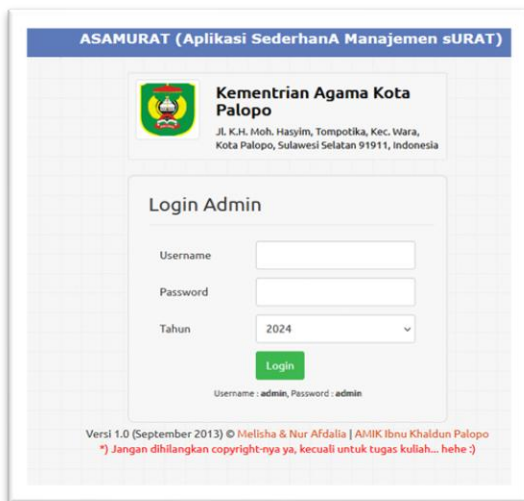 ASAMURAT (Aplikasi SederhanA Manajemen sURAT)
Kementrian Agama Kota
Palopo
Jl. K.H. Moh. Hasyim, Tompotika, Kec. Wara,
Kota Palopo, Sulawesi Selatan 91911, Indonesia
Login Admin
Username
Password
Tahun 2024
Login
Username : admin, Password : admin
Versi 1.0 (September 2013) © Melisha & Nur Afdalia | AMIK Ibnu Khaldun Palopo
*) Jangan dihilangkan copyright-nya ya, kecuali untuk tugas kuliah... hehe :)